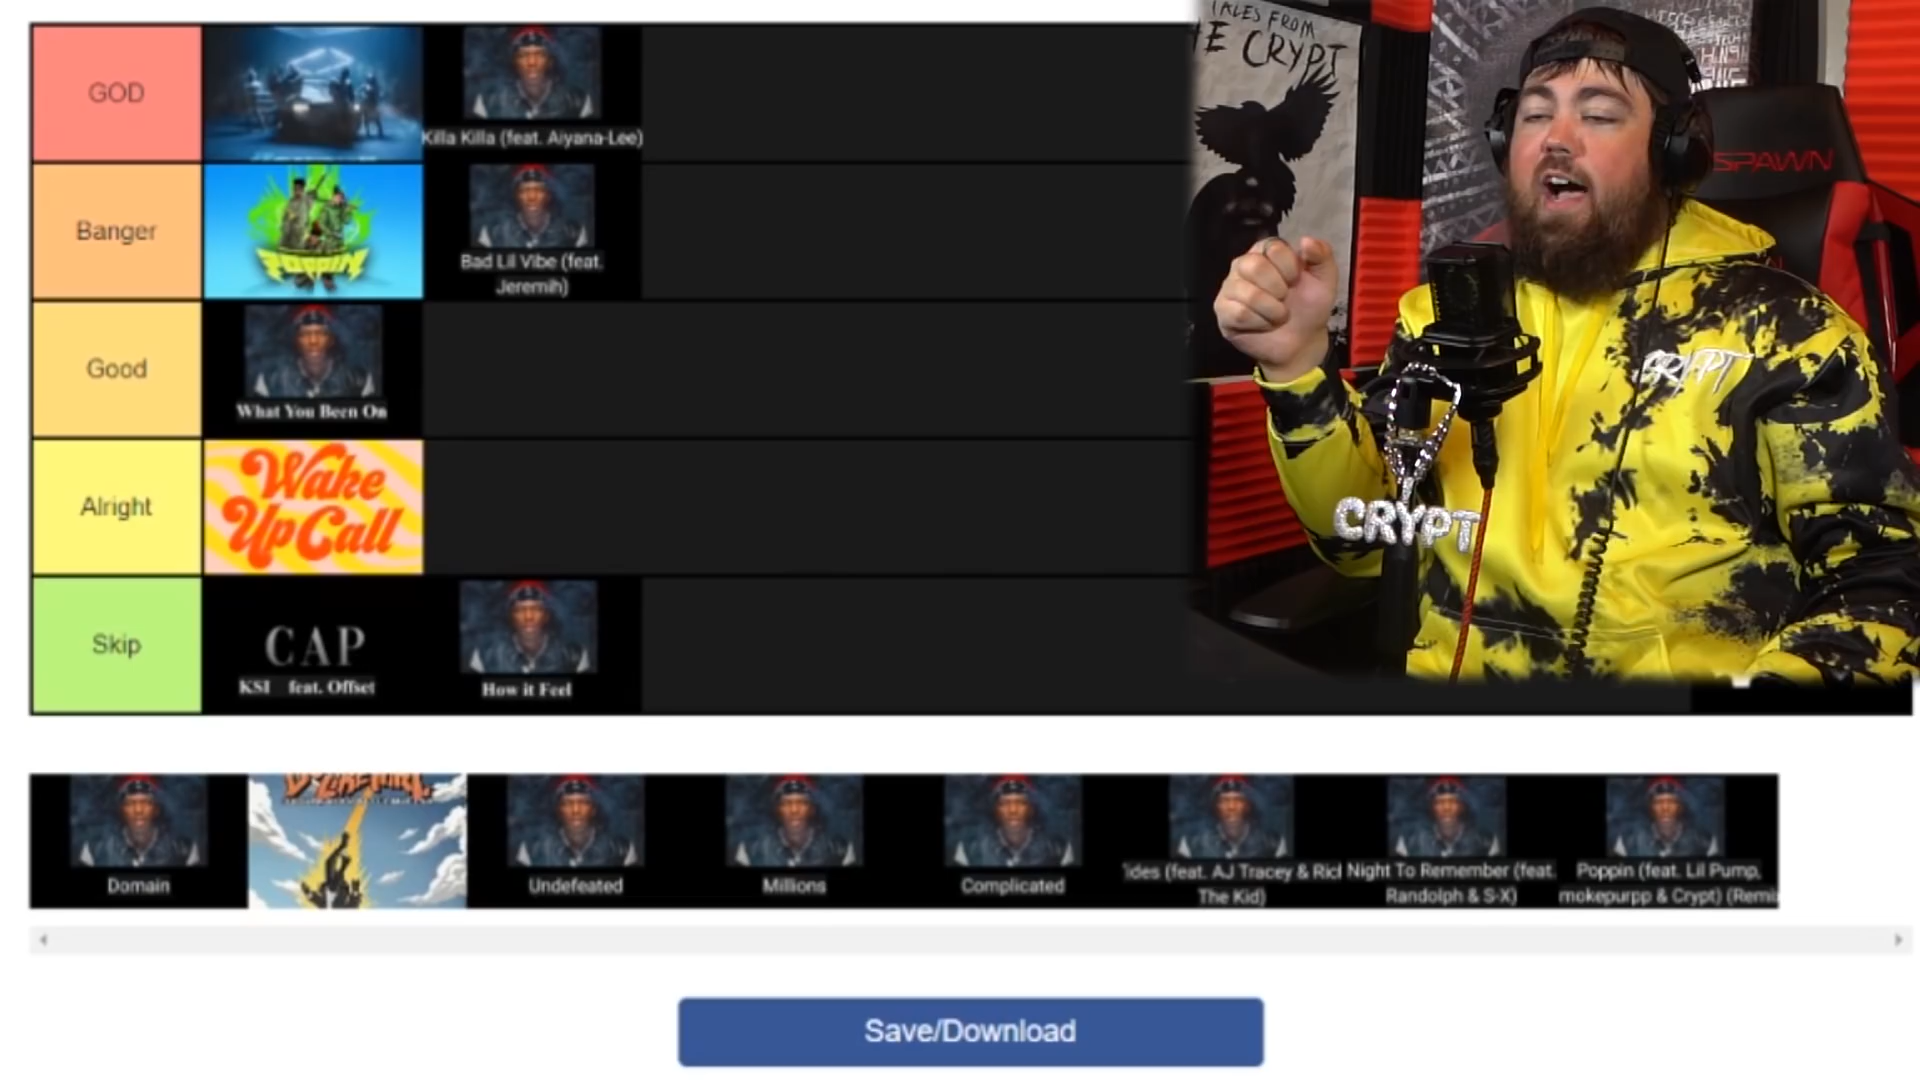 TALES FROM
THE CRYPT
GOD
Killa Killa (feat. Aiyana-Lee)
SPAWN
Banger
POPPIN
Bad Lil Vibe (feat.
Jeremih)
Good
What You Been On
CRYPT
Alright
Wake
Up Call
CRYPT
Skip
CAP
KSI feat. Offset
How it Feel
Domain
Undefeated
Millions
Complicated
ides (feat. AJ Tracey & Ricl
The Kid)
Night To Remember (feat.
Randolph & S-X)
Poppin (feat. Lil Pump,
mokepurpp & Crypt) (Remi
Save/Download